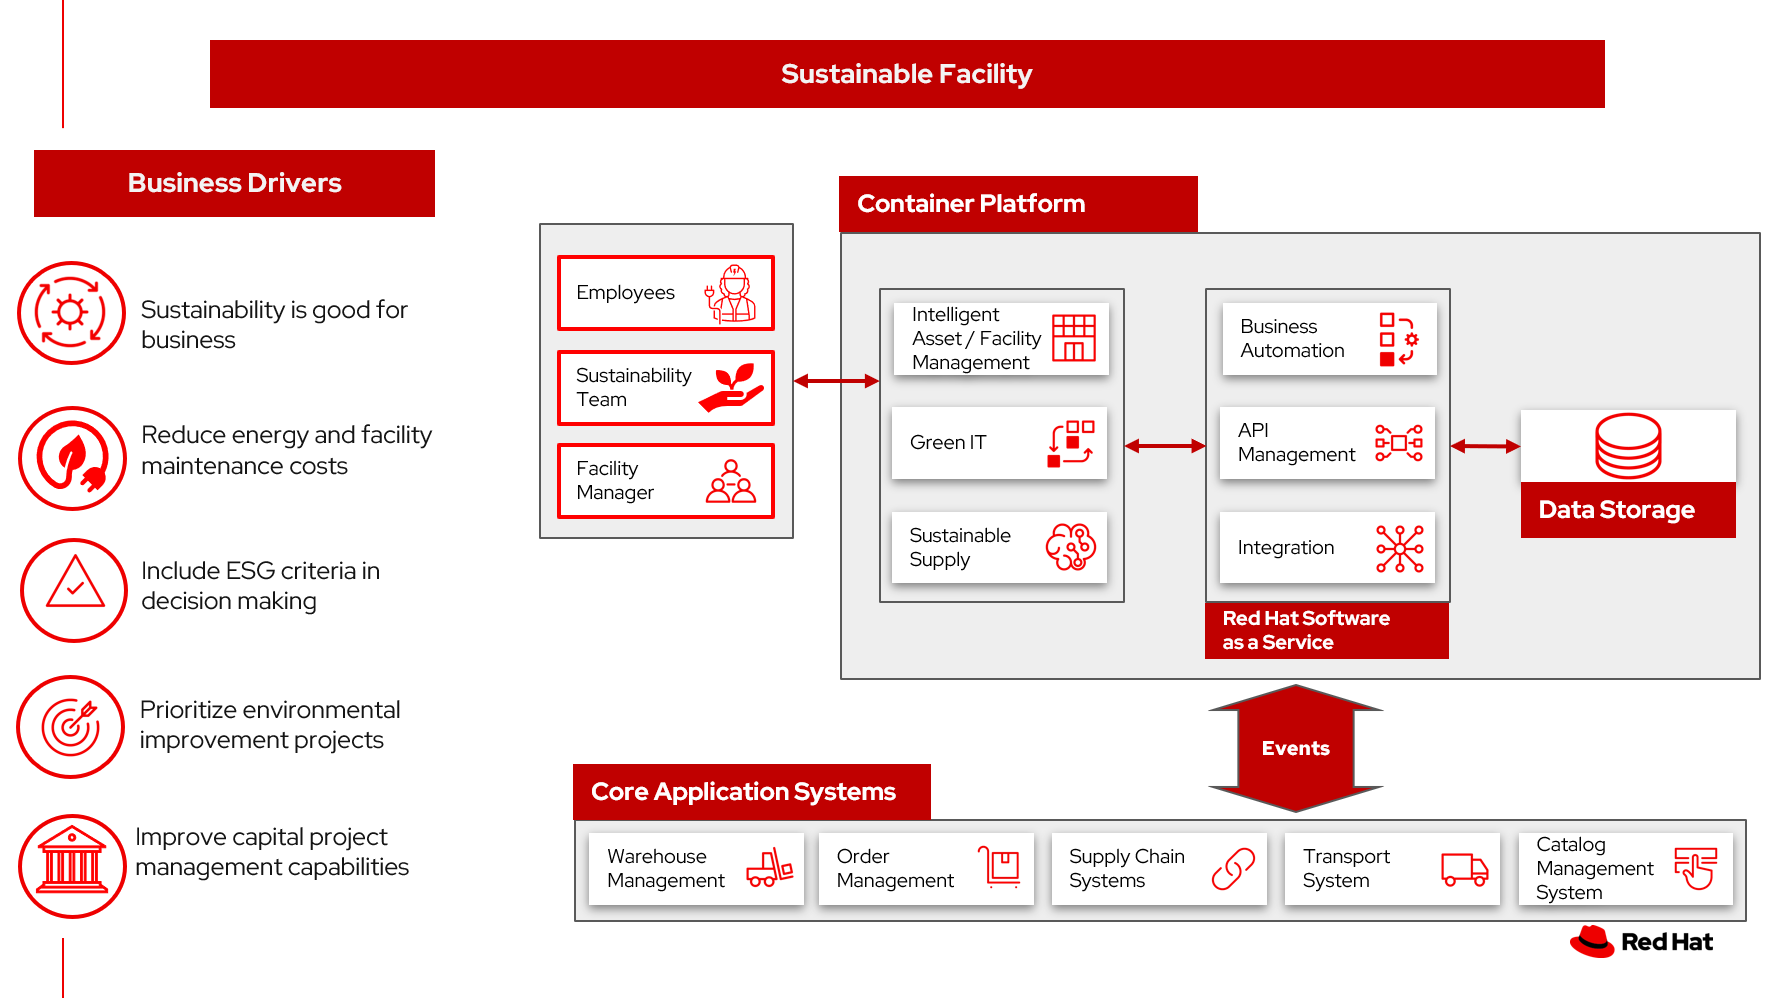 Sustainable Facility
Business Drivers
Sustainability is good for
business
Reduce energy and facility
maintenance costs
Include ESG criteria in
decision making
Prioritize environmental
improvement projects
Improve capital project
management capabilities
Employees
Sustainability
Team
Facility
Manager
Container Platform
Intelligent
Asset / Facility
Management
Green IT
Sustainable
Supply
Business
Automation
API
Management
Integration
Red Hat Software
as a Service
Data Storage
Events
Core Application Systems
Warehouse
Management
Order
Management
Supply Chain
Systems
Transport
System
Catalog
Management
System
Red Hat